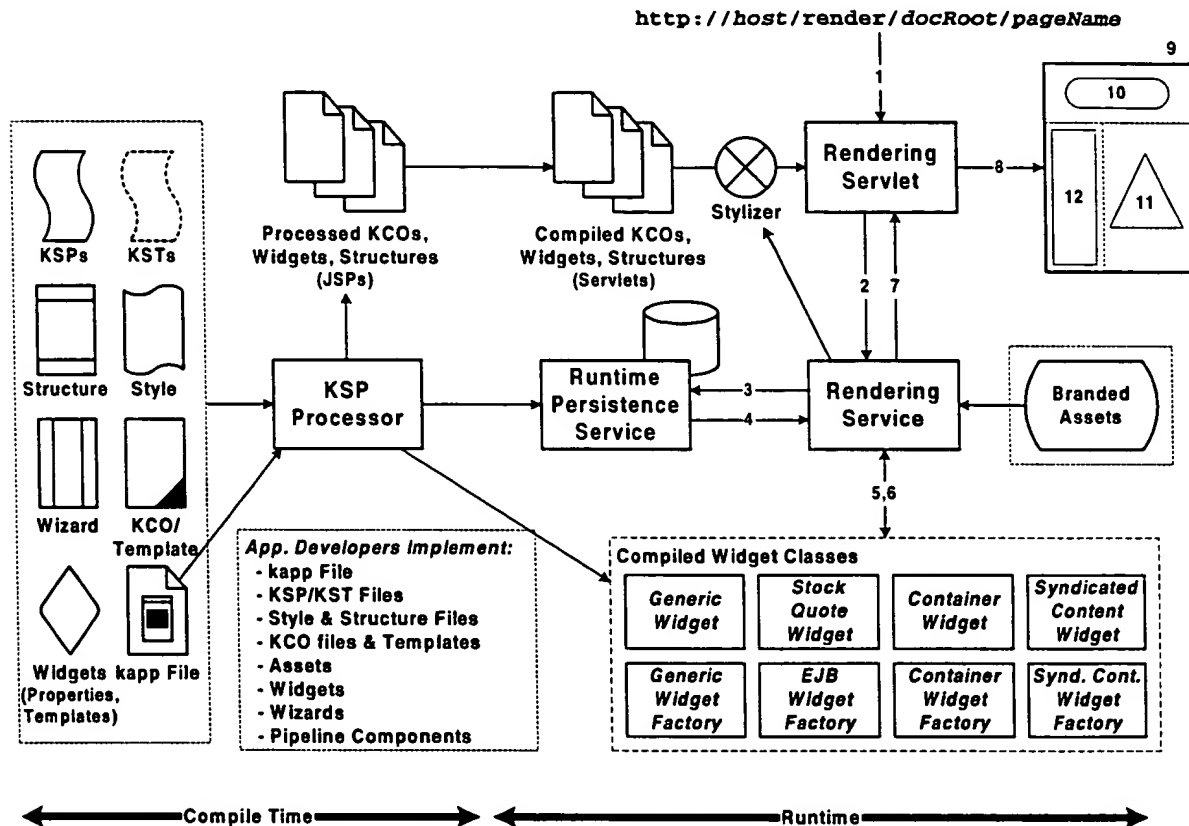 http://host/render/docRoot/pageName
1
9
10
12
11
Rendering
Servlet
8
Stylizer
Processed KCOs,
Widgets, Structures
(JSPs)
Compiled KCOs,
Widgets, Structures
(Servlets)
2
7
KSPs
KSTs
Structure
Style
Wizard
KCO/
Template
Widgets
(Properties,
Templates)
kapp File
KSP
Processor
Runtime
Persistence
Service
3
4
Rendering
Service
Branded
Assets
5,6
App. Developers Implement:
- kapp File
- KSP/KST Files
- Style & Structure Files
- KCO files & Templates
- Assets
- Widgets
- Wizards
- Pipeline Components
Compiled Widget Classes
Generic
Widget
Stock
Quote
Widget
Container
Widget
Syndicated
Content
Widget
Generic
Widget
Factory
EJB
Widget
Factory
Container
Widget
Factory
Synd. Cont.
Widget
Factory
Compile Time
Runtime